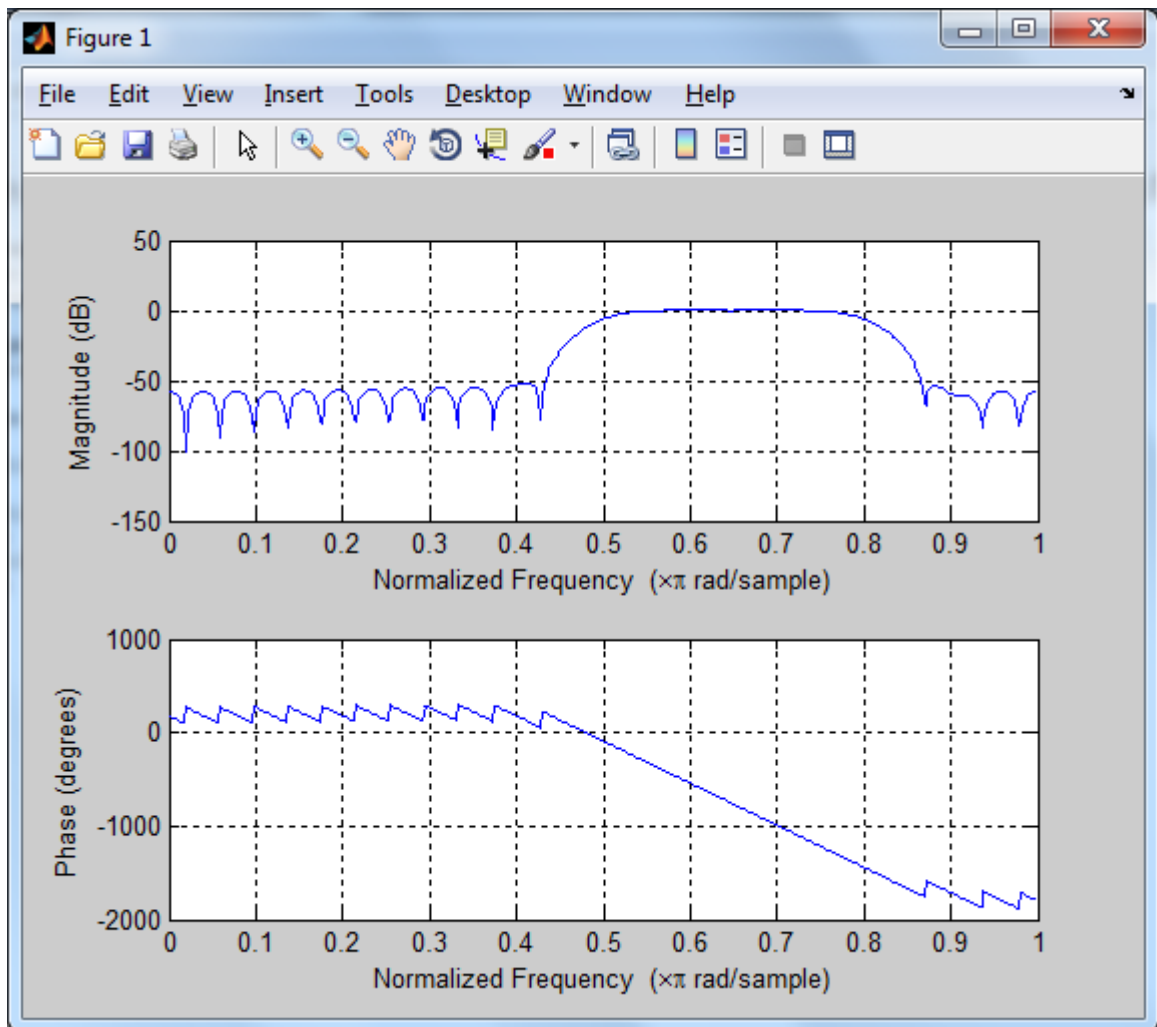 Figure 1
File Edit View Insert Tools Desktop Window Help
50
0
-50
-100
-150
Magnitude (dB)
0 0.1 0.2 0.3 0.4 0.5 0.6 0.7 0.8 0.9 1
Normalized Frequency (×π rad/sample)
1000
0
-1000
-2000
Phase (degrees)
0 0.1 0.2 0.3 0.4 0.5 0.6 0.7 0.8 0.9 1
Normalized Frequency (×π rad/sample)